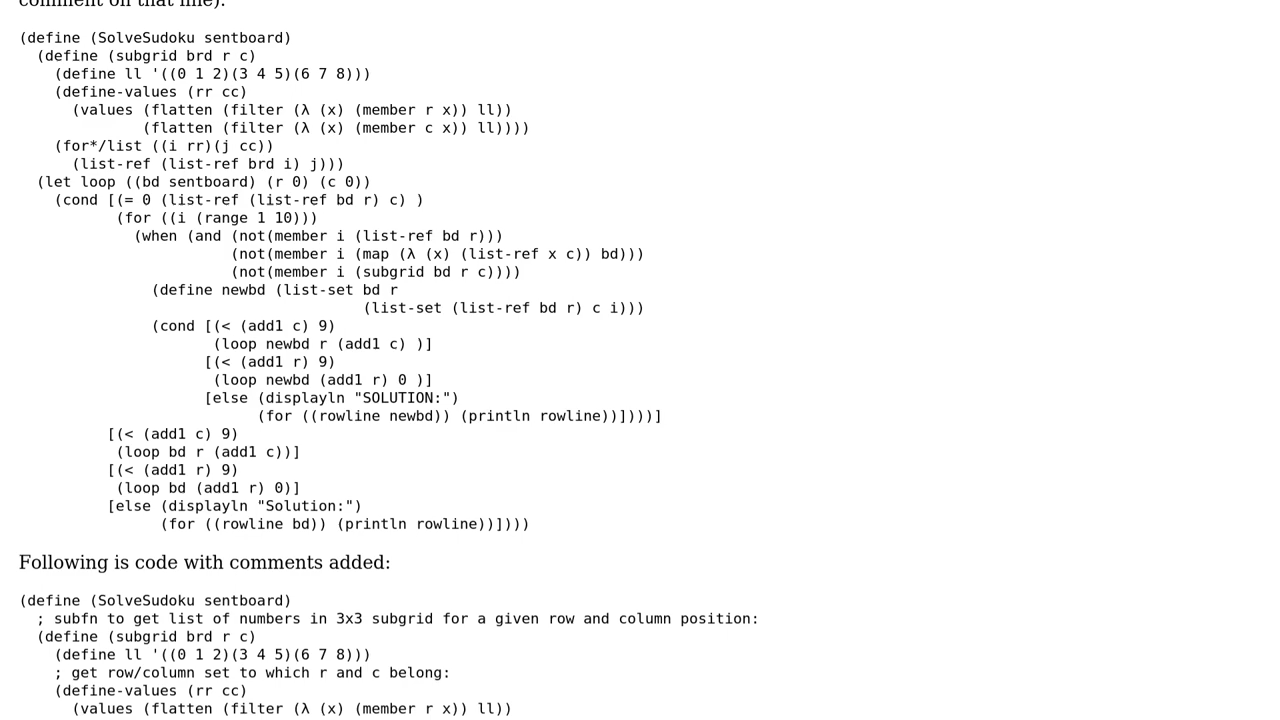 comment on that line):
(define (SolveSudoku sentboard)
  (define (subgrid brd r c)
    (define ll '((0 1 2)(3 4 5)(6 7 8)))
    (define-values (rr cc)
      (values (flatten (filter (λ (x) (member r x)) ll))
              (flatten (filter (λ (x) (member c x)) ll))))
    (for*/list ((i rr)(j cc))
      (list-ref (list-ref brd i) j)))
  (let loop ((bd sentboard) (r 0) (c 0))
    (cond [(= 0 (list-ref (list-ref bd r) c) )
           (for ((i (range 1 10)))
             (when (and (not(member i (list-ref bd r)))
                        (not(member i (map (λ (x) (list-ref x c)) bd)))
                        (not(member i (subgrid bd r c))))
               (define newbd (list-set bd r
                                       (list-set (list-ref bd r) c i)))
               (cond [(< (add1 c) 9)
                      (loop newbd r (add1 c) )]
                     [(< (add1 r) 9)
                      (loop newbd (add1 r) 0 )]
                     [else (displayln "SOLUTION:")
                           (for ((rowline newbd)) (println rowline))])))]
          [(< (add1 c) 9)
           (loop bd r (add1 c))]
          [(< (add1 r) 9)
           (loop bd (add1 r) 0)]
          [else (displayln "Solution:")
                (for ((rowline bd)) (println rowline))])))
Following is code with comments added:
(define (SolveSudoku sentboard)
  ; subfn to get list of numbers in 3x3 subgrid for a given row and column position:
  (define (subgrid brd r c)
    (define ll '((0 1 2)(3 4 5)(6 7 8)))
    ; get row/column set to which r and c belong:
    (define-values (rr cc)
      (values (flatten (filter (λ (x) (member r x)) ll))